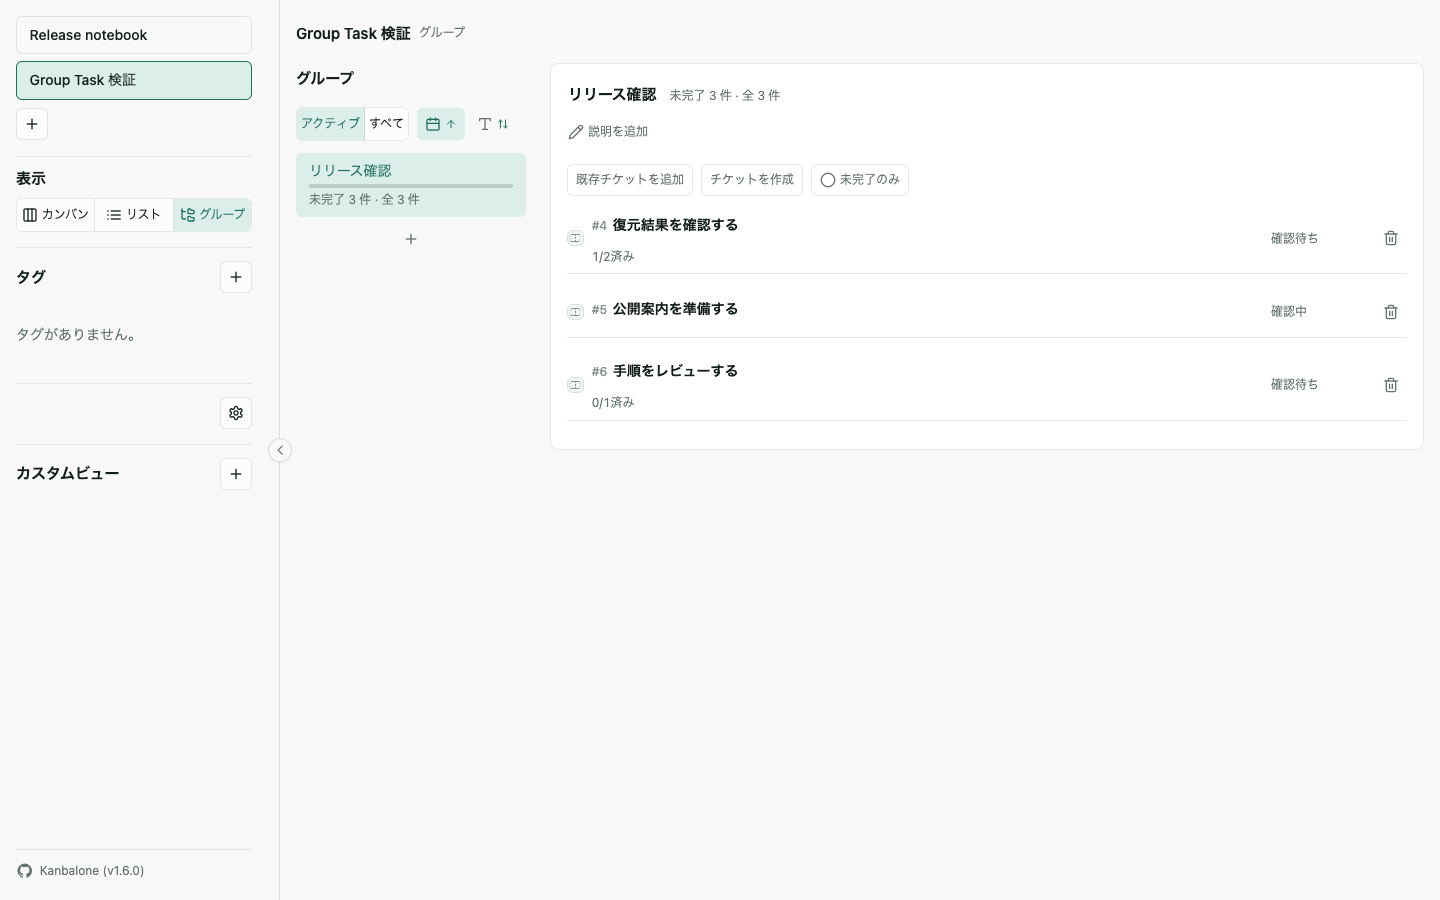 Release notebook
Group Task 検証
表示
カンバン
リスト
グループ
タグ
タグがありません。
カスタムビュー
Kanbalone (v1.6.0)
Group Task 検証 グループ
グループ
アクティブ
すべて
リリース確認
未完了 3 件 · 全 3 件
リリース確認 未完了 3 件 · 全 3 件
説明を追加
既存チケットを追加
チケットを作成
未完了のみ
#4 復元結果を確認する
1/2済み
確認待ち
#5 公開案内を準備する
確認中
#6 手順をレビューする
0/1済み
確認待ち